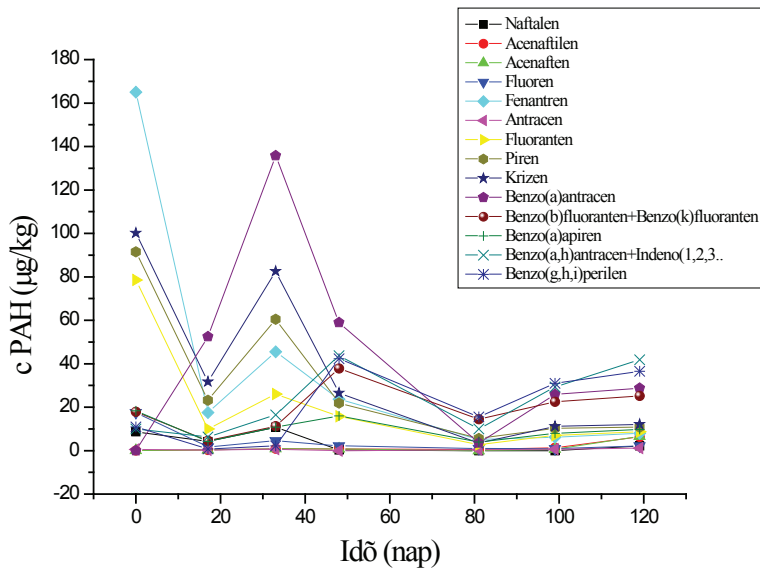 Naftalen
Acenaftilen
Acenaften
Fluoren
Fenantren
Antracen
Fluoranten
Piren
Krizen
Benzo(a)antracen
Benzo(b)fluoranten+Benzo(k)fluoranten
Benzo(a)apiren
Benzo(a,h)antracen+Indeno(1,2,3..
Benzo(g,h,i)perilen
180
160
140
120
100
80
60
40
20
0
-20
c PAH (µg/kg)
0 20 40 60 80 100 120
Idõ (nap)